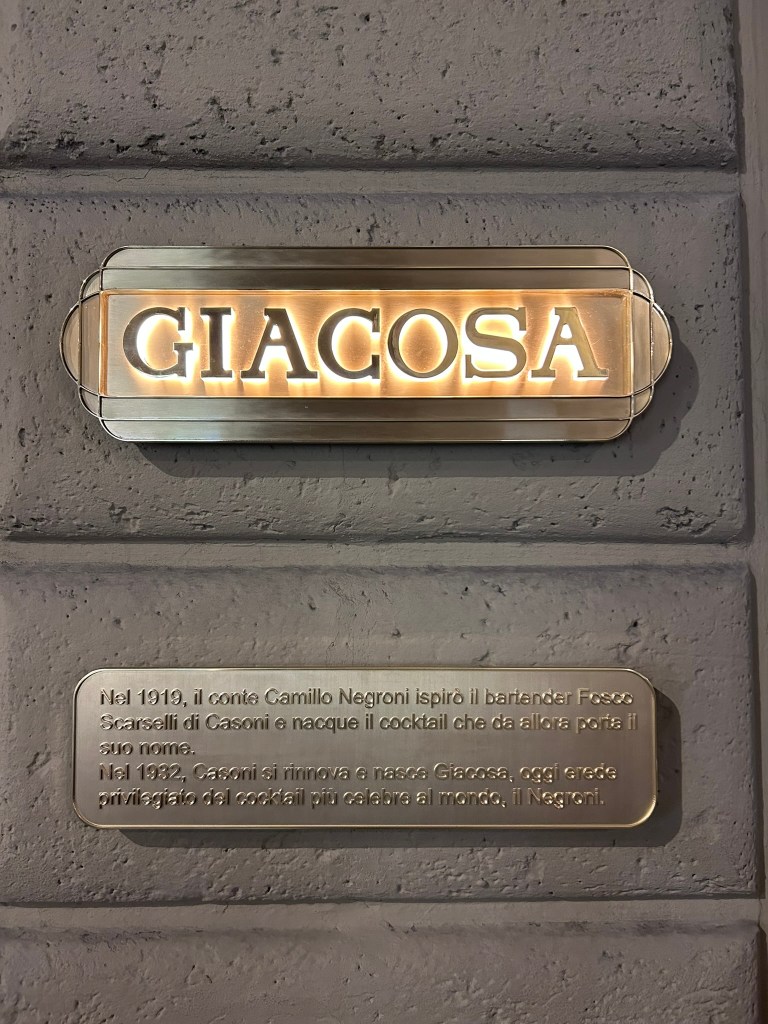 GIACOSA
Nel 1919, il conte Camillo Negroni ispirò il bartender Fosco
Scarselli di Casoni e nacque il cocktail che da allora porta il
suo nome.
Nel 1932, Casoni si rinnova e nasce Giacosa, oggi erede
privilegiato del cocktail più celebre al mondo, il Negroni.